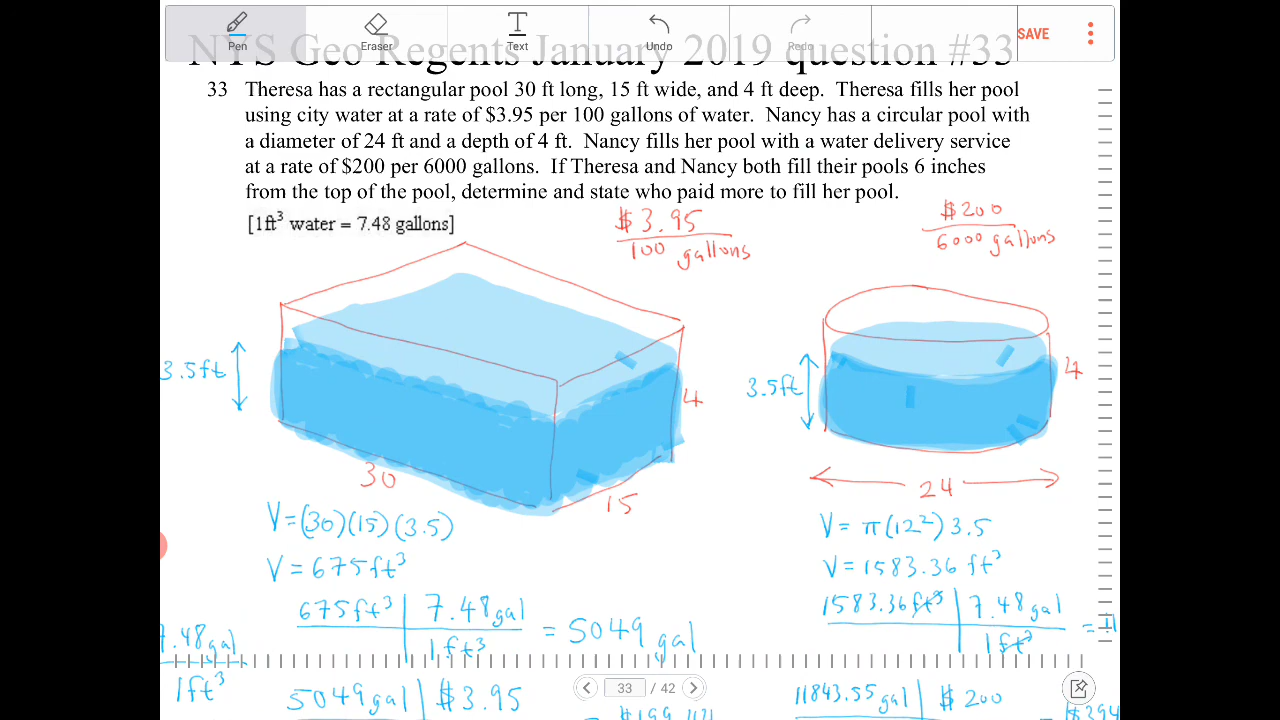 Pen Eraser Text Undo Redo SAVE
NYS Geo Regents January 2019 question #33
33 Theresa has a rectangular pool 30 ft long, 15 ft wide, and 4 ft deep. Theresa fills her pool
using city water at a rate of $3.95 per 100 gallons of water. Nancy has a circular pool with
a diameter of 24 ft and a depth of 4 ft. Nancy fills her pool with a water delivery service
at a rate of $200 per 6000 gallons. If Theresa and Nancy both fill their pools 6 inches
from the top of the pool, determine and state who paid more to fill her pool.
[1ft³ water = 7.48 gallons]
$3.95
100 gallons
$200
6000 gallons
3.5ft
4
30
15
3.5ft
4
24
V=(30)(15)(3.5)
V=675ft³
675ft³ 7.48gal
1ft³
= 5049 gal
V=π(12²)3.5
V=1583.36 ft³
1583.36ft³ 7.48gal
1ft³
=
7.48gal
1ft³
5049gal $3.95
33 / 42
11843.55gal $200
= $394